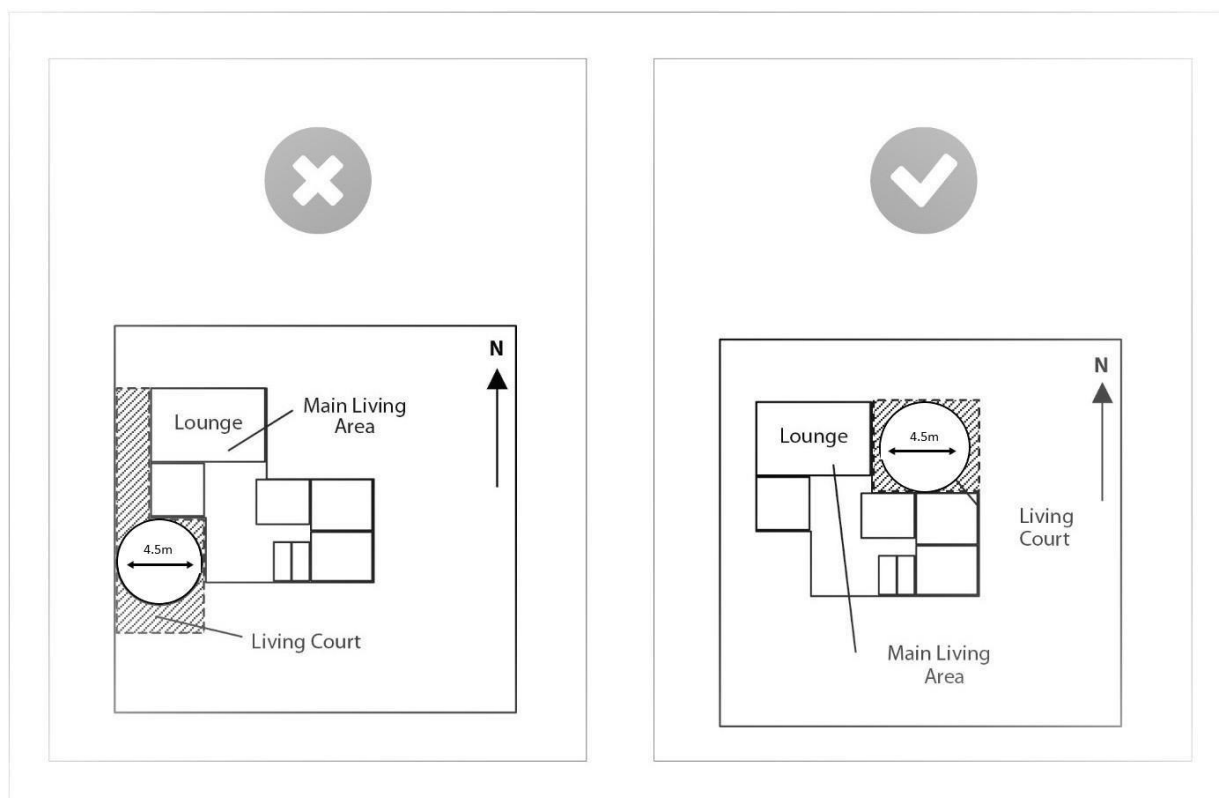 N
Lounge
Main Living
Area
4.5m
Living Court
N
Lounge
4.5m
Living
Court
Main Living
Area